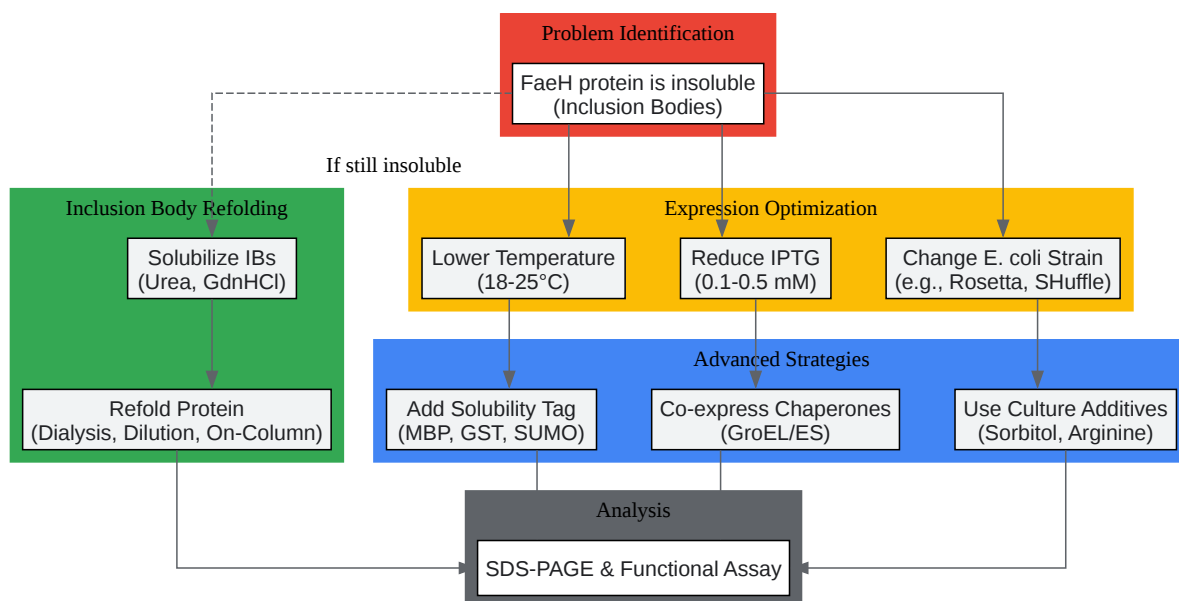 Problem Identification
FaeH protein is insoluble
(Inclusion Bodies)
If still insoluble
Inclusion Body Refolding
Solubilize IBs
(Urea, GdnHCl)
Refold Protein
(Dialysis, Dilution, On-Column)
Expression Optimization
Lower Temperature
(18-25°C)
Reduce IPTG
(0.1-0.5 mM)
Change E. coli Strain
(e.g., Rosetta, SHuffle)
Advanced Strategies
Add Solubility Tag
(MBP, GST, SUMO)
Co-express Chaperones
(GroEL/ES)
Use Culture Additives
(Sorbitol, Arginine)
Analysis
SDS-PAGE & Functional Assay